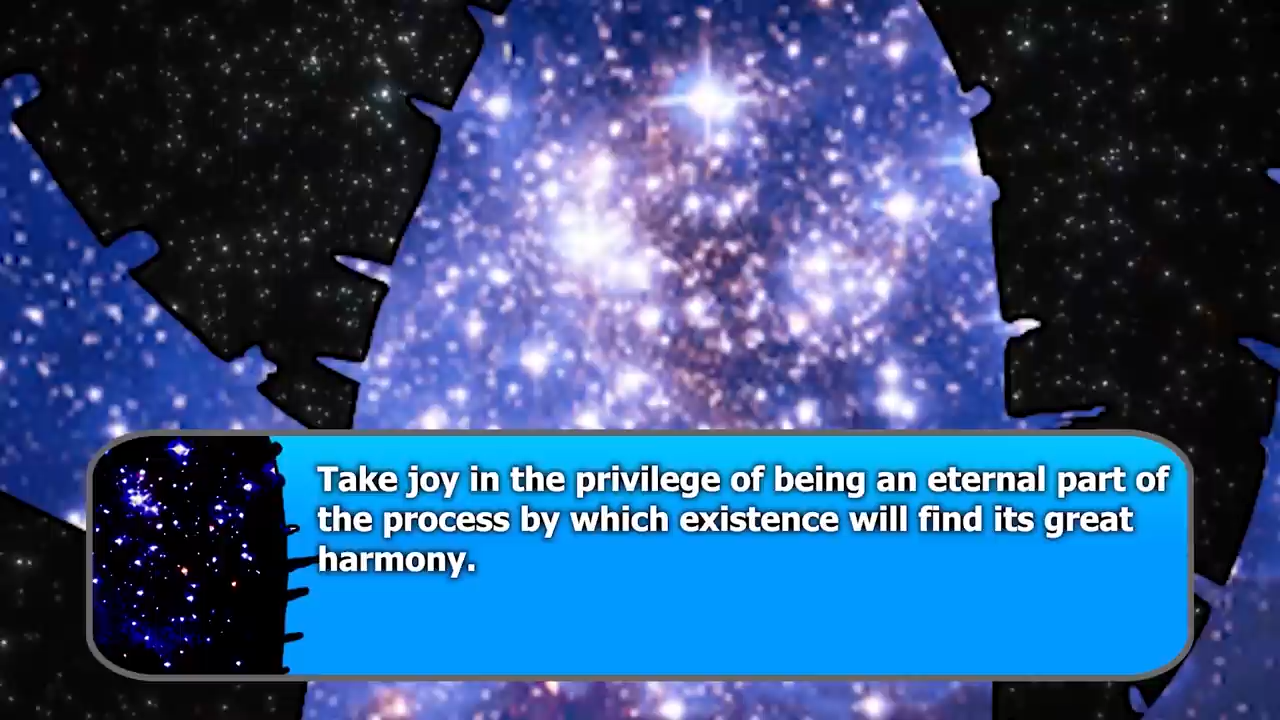 Take joy in the privilege of being an eternal part of
the process by which existence will find its great
harmony.